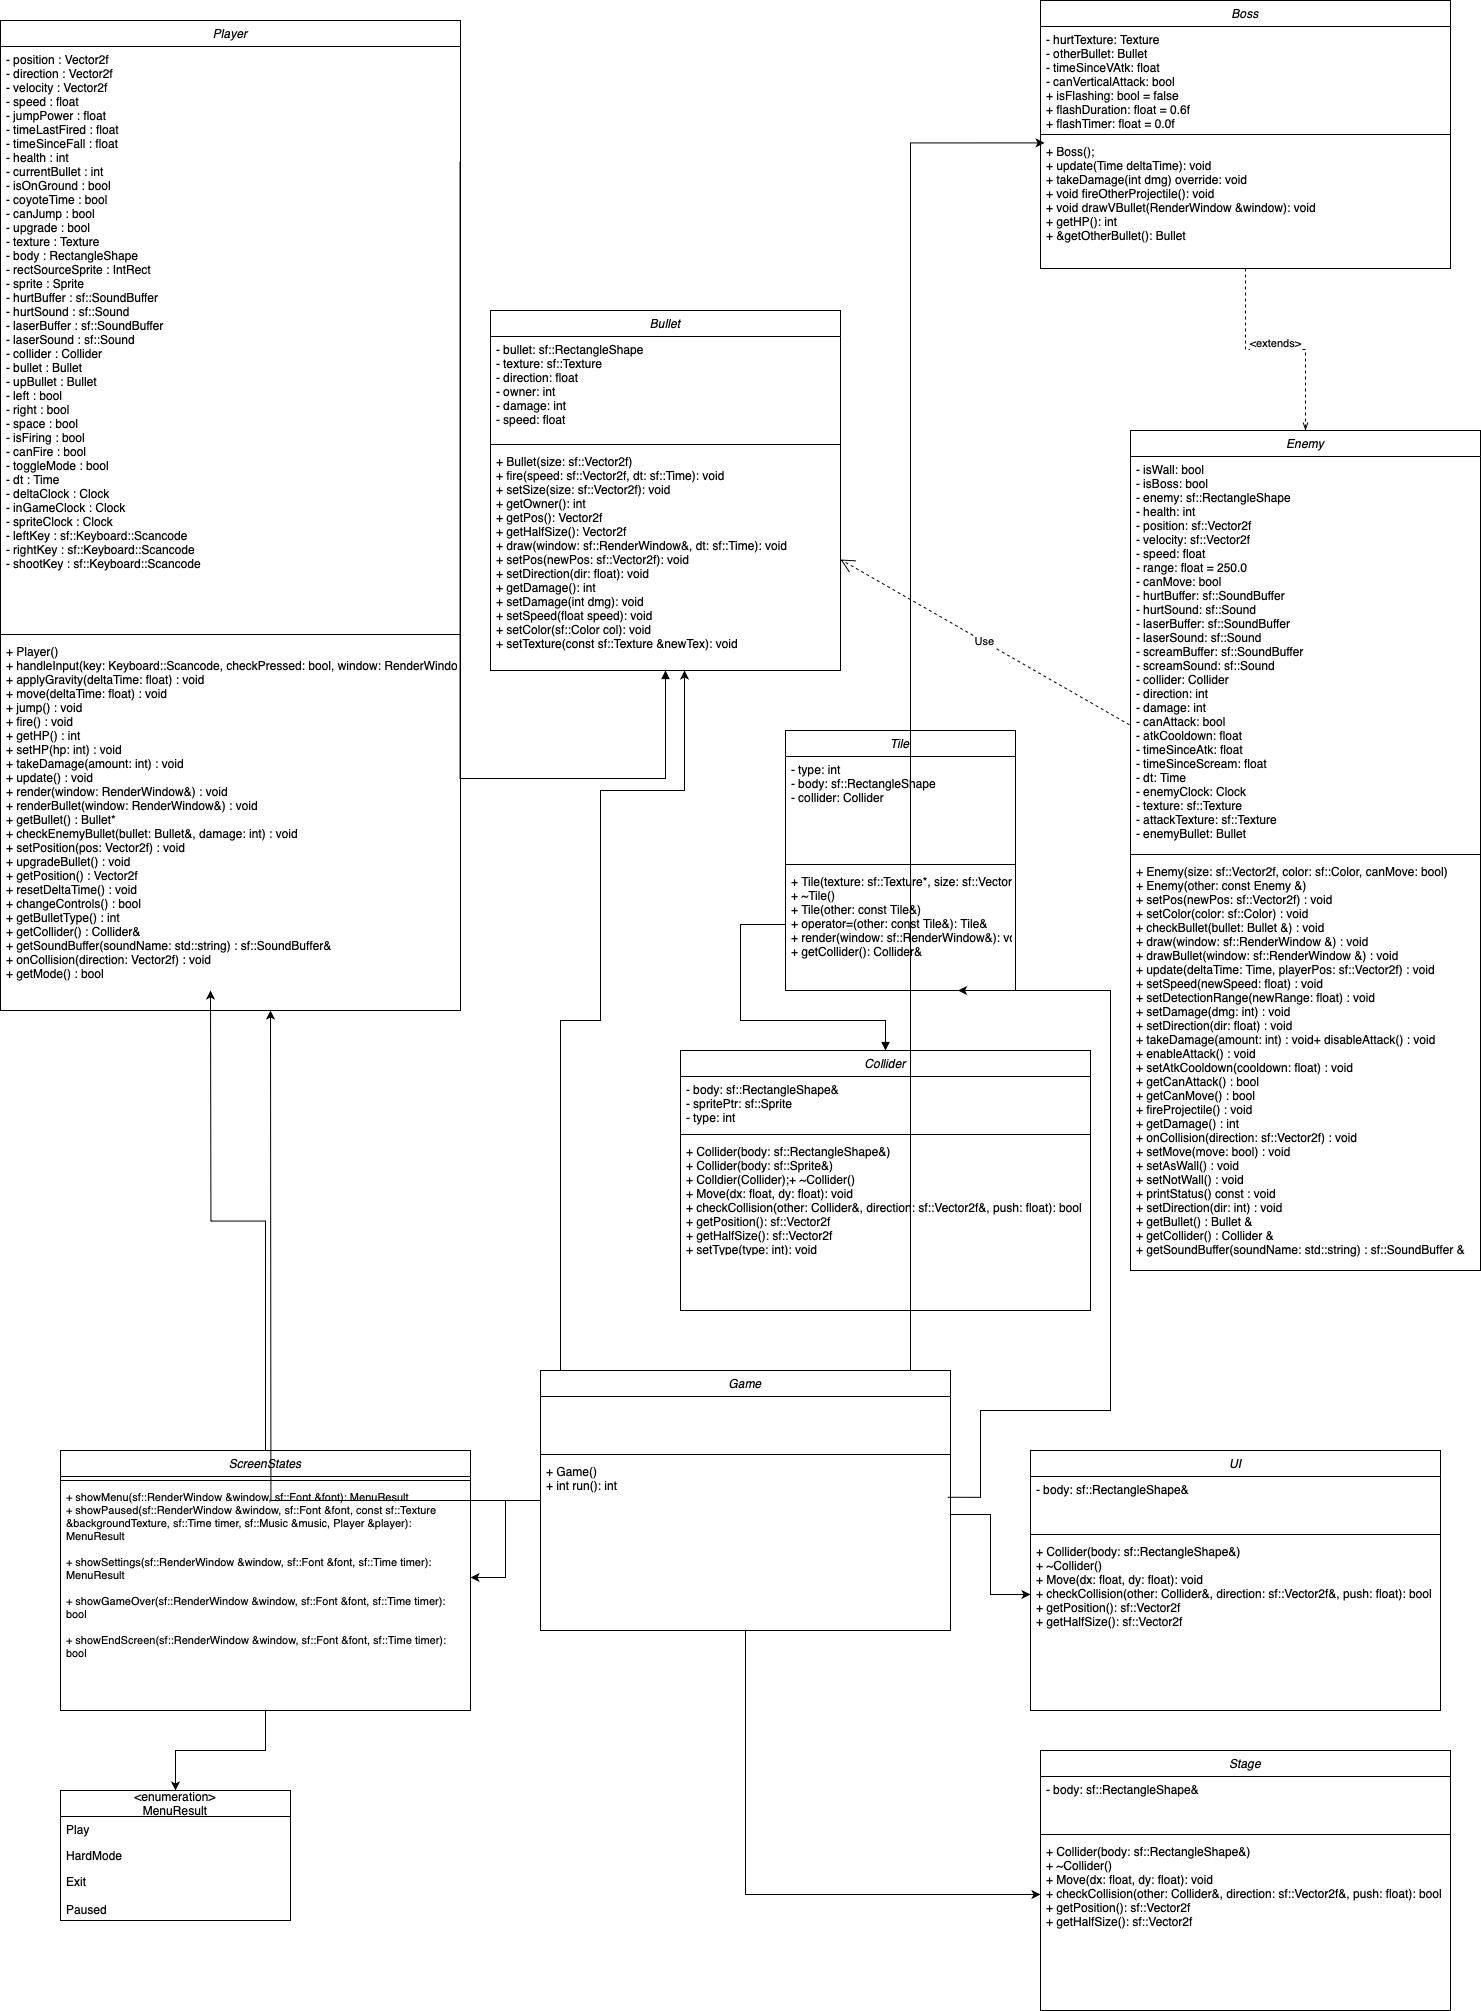 Player
- position : Vector2f
- direction : Vector2f
- velocity : Vector2f
- speed : float
- jumpPower : float
- timeLastFired : float
- timeSinceFall : float
- health : int
- currentBullet : int
- isOnGround : bool
- coyoteTime : bool
- canJump : bool
- upgrade : bool
- texture : Texture
- body : RectangleShape
- rectSourceSprite : IntRect
- sprite : Sprite
- hurtBuffer : sf::SoundBuffer
- hurtSound : sf::Sound
- laserBuffer : sf::SoundBuffer
- laserSound : sf::Sound
- collider : Collider
- bullet : Bullet
- upBullet : Bullet
- left : bool
- right : bool
- space : bool
- isFiring : bool
- canFire : bool
- toggleMode : bool
- dt : Time
- deltaClock : Clock
- inGameClock : Clock
- spriteClock : Clock
- leftKey : sf::Keyboard::Scancode
- rightKey : sf::Keyboard::Scancode
- shootKey : sf::Keyboard::Scancode
+ Player()
+ handleInput(key: Keyboard::Scancode, checkPressed: bool, window: RenderWindo
+ applyGravity(deltaTime: float) : void
+ move(deltaTime: float) : void
+ jump() : void
+ fire() : void
+ getHP() : int
+ setHP(hp: int) : void
+ takeDamage(amount: int) : void
+ update() : void
+ render(window: RenderWindow&) : void
+ renderBullet(window: RenderWindow&) : void
+ getBullet() : Bullet*
+ checkEnemyBullet(bullet: Bullet&, damage: int) : void
+ setPosition(pos: Vector2f) : void
+ upgradeBullet() : void
+ getPosition() : Vector2f
+ resetDeltaTime() : void
+ changeControls() : bool
+ getBulletType() : int
+ getCollider() : Collider&
+ getSoundBuffer(soundName: std::string) : sf::SoundBuffer&
+ onCollision(direction: Vector2f) : void
+ getMode() : bool
Boss
- hurtTexture: Texture
- otherBullet: Bullet
- timeSinceVAtk: float
- canVerticalAttack: bool
+ isFlashing: bool = false
+ flashDuration: float = 0.6f
+ flashTimer: float = 0.0f
+ Boss();
+ update(Time deltaTime): void
+ takeDamage(int dmg) override: void
+ void fireOtherProjectile(): void
+ void drawVBullet(RenderWindow &window): void
+ getHP(): int
+ &getOtherBullet(): Bullet
<extends>
Bullet
- bullet: sf::RectangleShape
- texture: sf::Texture
- direction: float
- owner: int
- damage: int
- speed: float
+ Bullet(size: sf::Vector2f)
+ fire(speed: sf::Vector2f, dt: sf::Time): void
+ setSize(size: sf::Vector2f): void
+ getOwner(): int
+ getPos(): Vector2f
+ getHalfSize(): Vector2f
+ draw(window: sf::RenderWindow&, dt: sf::Time): void
+ setPos(newPos: sf::Vector2f): void
+ setDirection(dir: float): void
+ getDamage(): int
+ setDamage(int dmg): void
+ setSpeed(float speed): void
+ setColor(sf::Color col): void
+ setTexture(const sf::Texture &newTex): void
Use
Enemy
- isWall: bool
- isBoss: bool
- enemy: sf::RectangleShape
- health: int
- position: sf::Vector2f
- velocity: sf::Vector2f
- speed: float
- range: float = 250.0
- canMove: bool
- hurtBuffer: sf::SoundBuffer
- hurtSound: sf::Sound
- laserBuffer: sf::SoundBuffer
- laserSound: sf::Sound
- screamBuffer: sf::SoundBuffer
- screamSound: sf::Sound
- collider: Collider
- direction: int
- damage: int
- canAttack: bool
- atkCooldown: float
- timeSinceAtk: float
- timeSinceScream: float
- dt: Time
- enemyClock: Clock
- texture: sf::Texture
- attackTexture: sf::Texture
- enemyBullet: Bullet
+ Enemy(size: sf::Vector2f, color: sf::Color, canMove: bool)
+ Enemy(other: const Enemy &)
+ setPos(newPos: sf::Vector2f) : void
+ setColor(color: sf::Color) : void
+ checkBullet(bullet: Bullet &) : void
+ draw(window: sf::RenderWindow &) : void
+ drawBullet(window: sf::RenderWindow &) : void
+ update(deltaTime: Time, playerPos: sf::Vector2f) : void
+ setSpeed(newSpeed: float) : void
+ setDetectionRange(newRange: float) : void
+ setDamage(dmg: int) : void
+ setDirection(dir: float) : void
+ takeDamage(amount: int) : void+ disableAttack() : void
+ enableAttack() : void
+ setAtkCooldown(cooldown: float) : void
+ getCanAttack() : bool
+ getCanMove() : bool
+ fireProjectile() : void
+ getDamage() : int
+ onCollision(direction: sf::Vector2f) : void
+ setMove(move: bool) : void
+ setAsWall() : void
+ setNotWall() : void
+ printStatus() const : void
+ setDirection(dir: int) : void
+ getBullet() : Bullet &
+ getCollider() : Collider &
+ getSoundBuffer(soundName: std::string) : sf::SoundBuffer &
Tile
- type: int
- body: sf::RectangleShape
- collider: Collider
+ Tile(texture: sf::Texture*, size: sf::Vector
+ ~Tile()
+ Tile(other: const Tile&)
+ operator=(other: const Tile&): Tile&
+ render(window: sf::RenderWindow&): vo
+ getCollider(): Collider&
Collider
- body: sf::RectangleShape&
- spritePtr: sf::Sprite
- type: int
+ Collider(body: sf::RectangleShape&)
+ Collider(body: sf::Sprite&)
+ Colldier(Collider);+ ~Collider()
+ Move(dx: float, dy: float): void
+ checkCollision(other: Collider&, direction: sf::Vector2f&, push: float): bool
+ getPosition(): sf::Vector2f
+ getHalfSize(): sf::Vector2f
+ setType(type: int): void
Game
+ Game()
+ int run(): int
ScreenStates
+ showMenu(sf::RenderWindow &window, sf::Font &font): MenuResult
+ showPaused(sf::RenderWindow &window, sf::Font &font, const sf::Texture
&backgroundTexture, sf::Time timer, sf::Music &music, Player &player):
MenuResult
+ showSettings(sf::RenderWindow &window, sf::Font &font, sf::Time timer):
MenuResult
+ showGameOver(sf::RenderWindow &window, sf::Font &font, sf::Time timer):
bool
+ showEndScreen(sf::RenderWindow &window, sf::Font &font, sf::Time timer):
bool
UI
- body: sf::RectangleShape&
+ Collider(body: sf::RectangleShape&)
+ ~Collider()
+ Move(dx: float, dy: float): void
+ checkCollision(other: Collider&, direction: sf::Vector2f&, push: float): bool
+ getPosition(): sf::Vector2f
+ getHalfSize(): sf::Vector2f
<enumeration>
MenuResult
Play
HardMode
Exit
Paused
Stage
- body: sf::RectangleShape&
+ Collider(body: sf::RectangleShape&)
+ ~Collider()
+ Move(dx: float, dy: float): void
+ checkCollision(other: Collider&, direction: sf::Vector2f&, push: float): bool
+ getPosition(): sf::Vector2f
+ getHalfSize(): sf::Vector2f